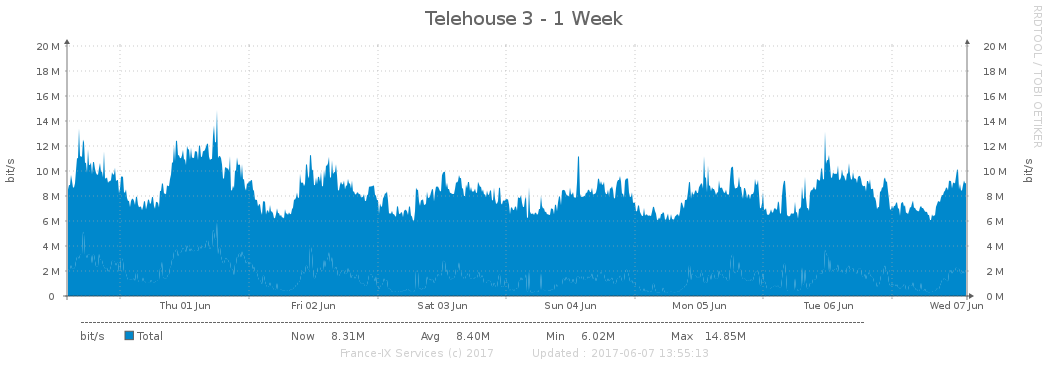 Telehouse 3 - 1 Week
RRDTOOL / TOBI OETIKER
bit/s
20 M 20 M
18 M 18 M
16 M 16 M
14 M 14 M
12 M 12 M
10 M 10 M
8 M 8 M
6 M 6 M
4 M 4 M
2 M 2 M
0 0 M
bit/s
Thu 01 Jun Fri 02 Jun Sat 03 Jun Sun 04 Jun Mon 05 Jun Tue 06 Jun Wed 07 Jun
bit/s Total Now 8.31M Avg 8.40M Min 6.02M Max 14.85M
France-IX Services (c) 2017 Updated : 2017-06-07 13:55:13